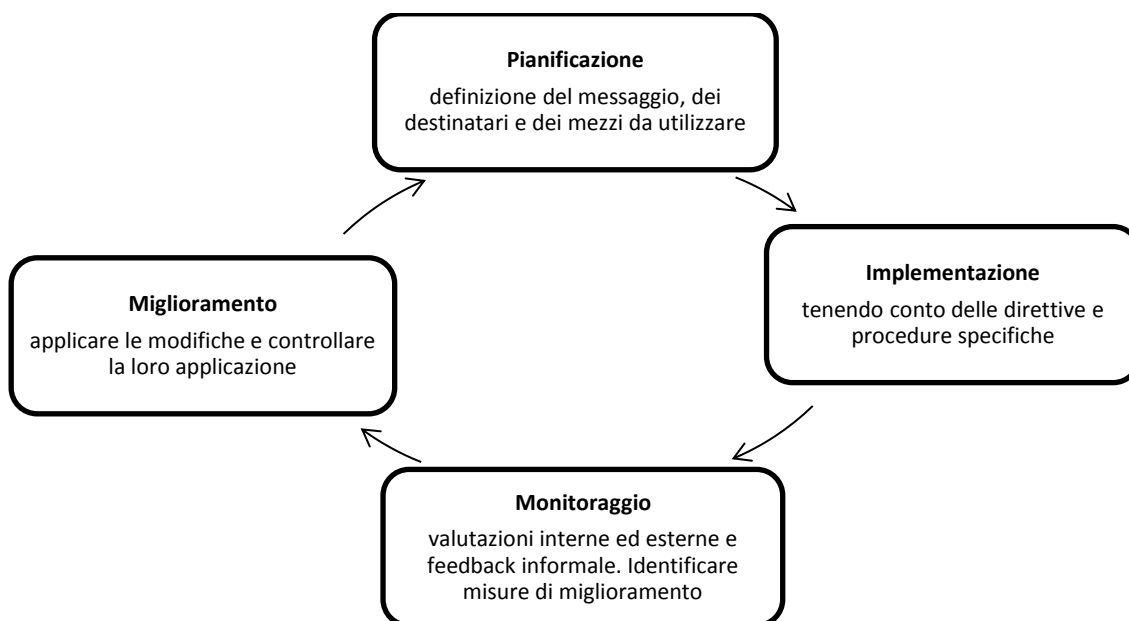 Pianificazione
definizione del messaggio, dei
destinatari e dei mezzi da utilizzare
Implementazione
tenendo conto delle direttive e
procedure specifiche
Monitoraggio
valutazioni interne ed esterne e
feedback informale. Identificare
misure di miglioramento
Miglioramento
applicare le modifiche e controllare
la loro applicazione